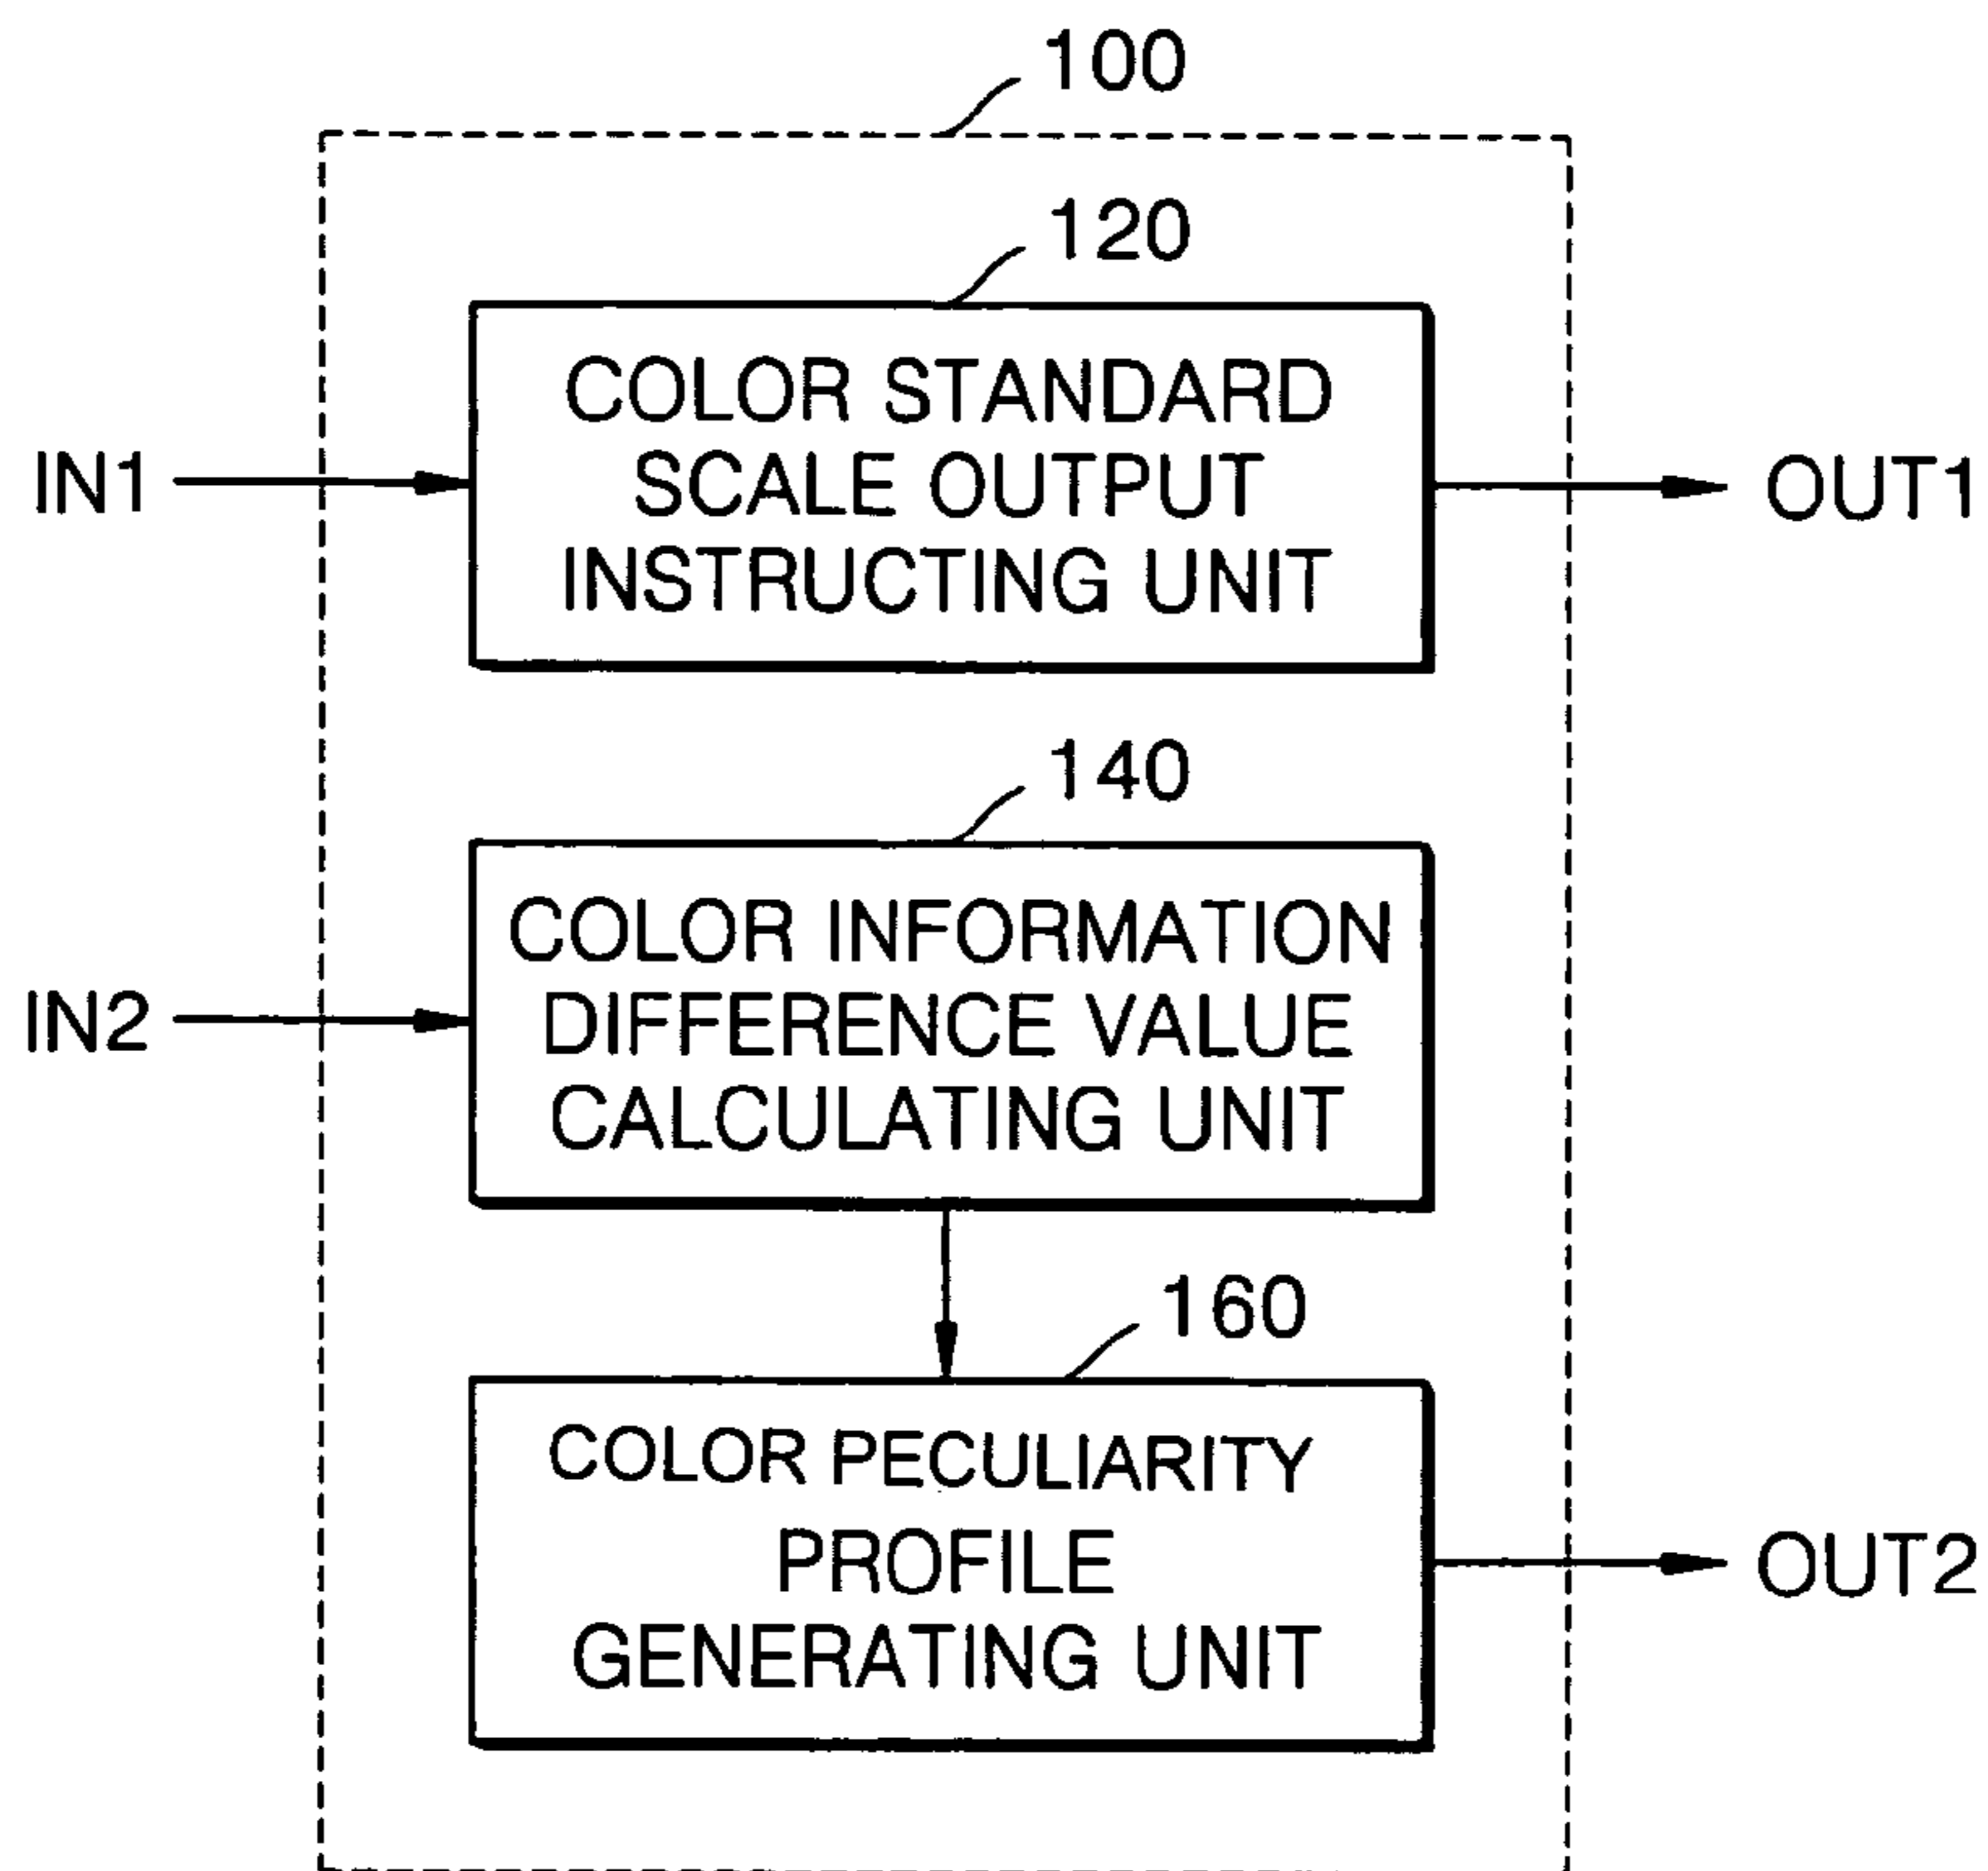 100
120
COLOR STANDARD
SCALE OUTPUT
INSTRUCTING UNIT
IN1
OUT1
140
COLOR INFORMATION
DIFFERENCE VALUE
CALCULATING UNIT
IN2
160
COLOR PECULIARITY
PROFILE
GENERATING UNIT
OUT2